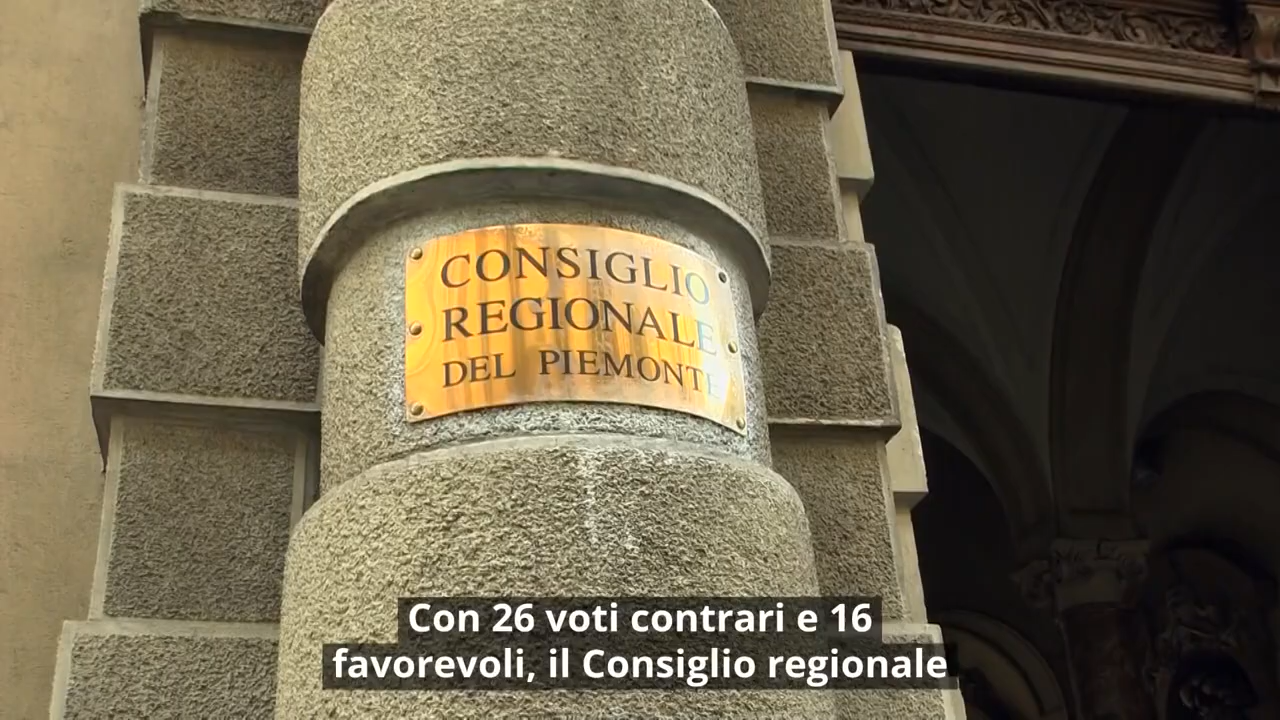 CONSIGLIO
REGIONALE
DEL PIEMONTE
Con 26 voti contrari e 16
favorevoli, il Consiglio regionale